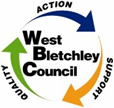 ACTION
West
Bletchley
Council
QUALITY
SUPPORT